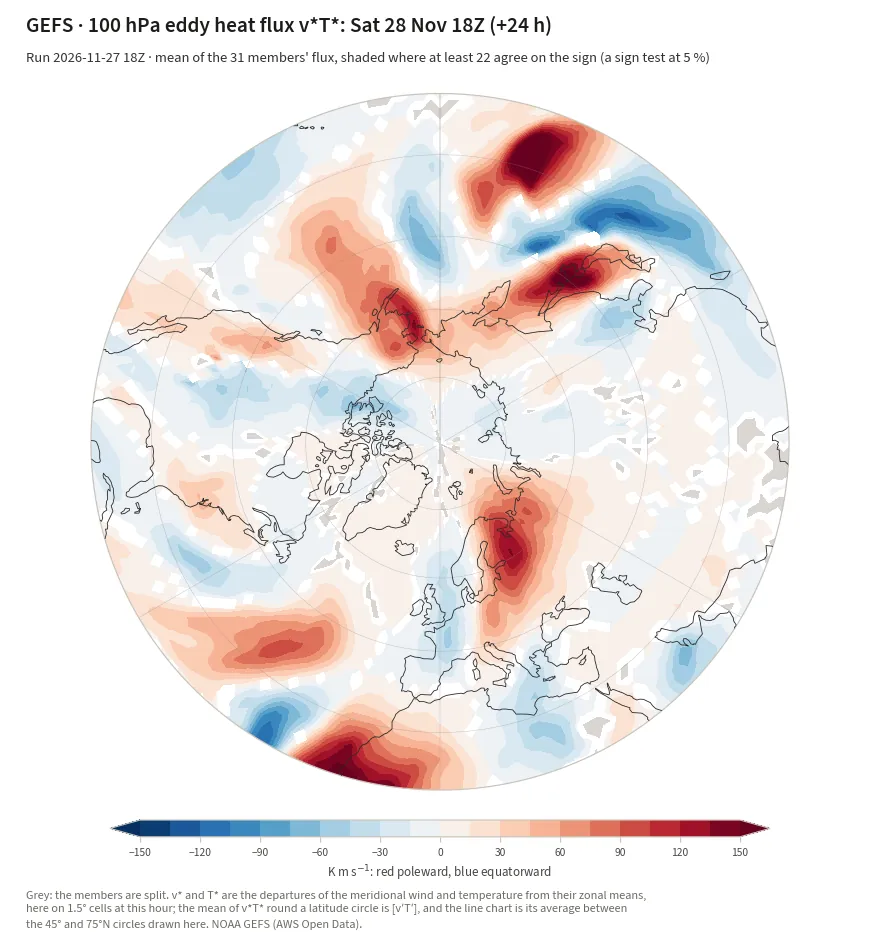 GEFS · 100 hPa eddy heat flux v*T*: Sat 28 Nov 18Z (+24 h)
Run 2026-11-27 18Z · mean of the 31 members' flux, shaded where at least 22 agree on the sign (a sign test at 5 %)
−150 −120 −90 −60 −30 0 30 60 90 120 150
K m s⁻¹: red poleward, blue equatorward
Grey: the members are split. v* and T* are the departures of the meridional wind and temperature from their zonal means,
here on 1.5° cells at this hour; the mean of v*T* round a latitude circle is [v'T'], and the line chart is its average between
the 45° and 75°N circles drawn here. NOAA GEFS (AWS Open Data).